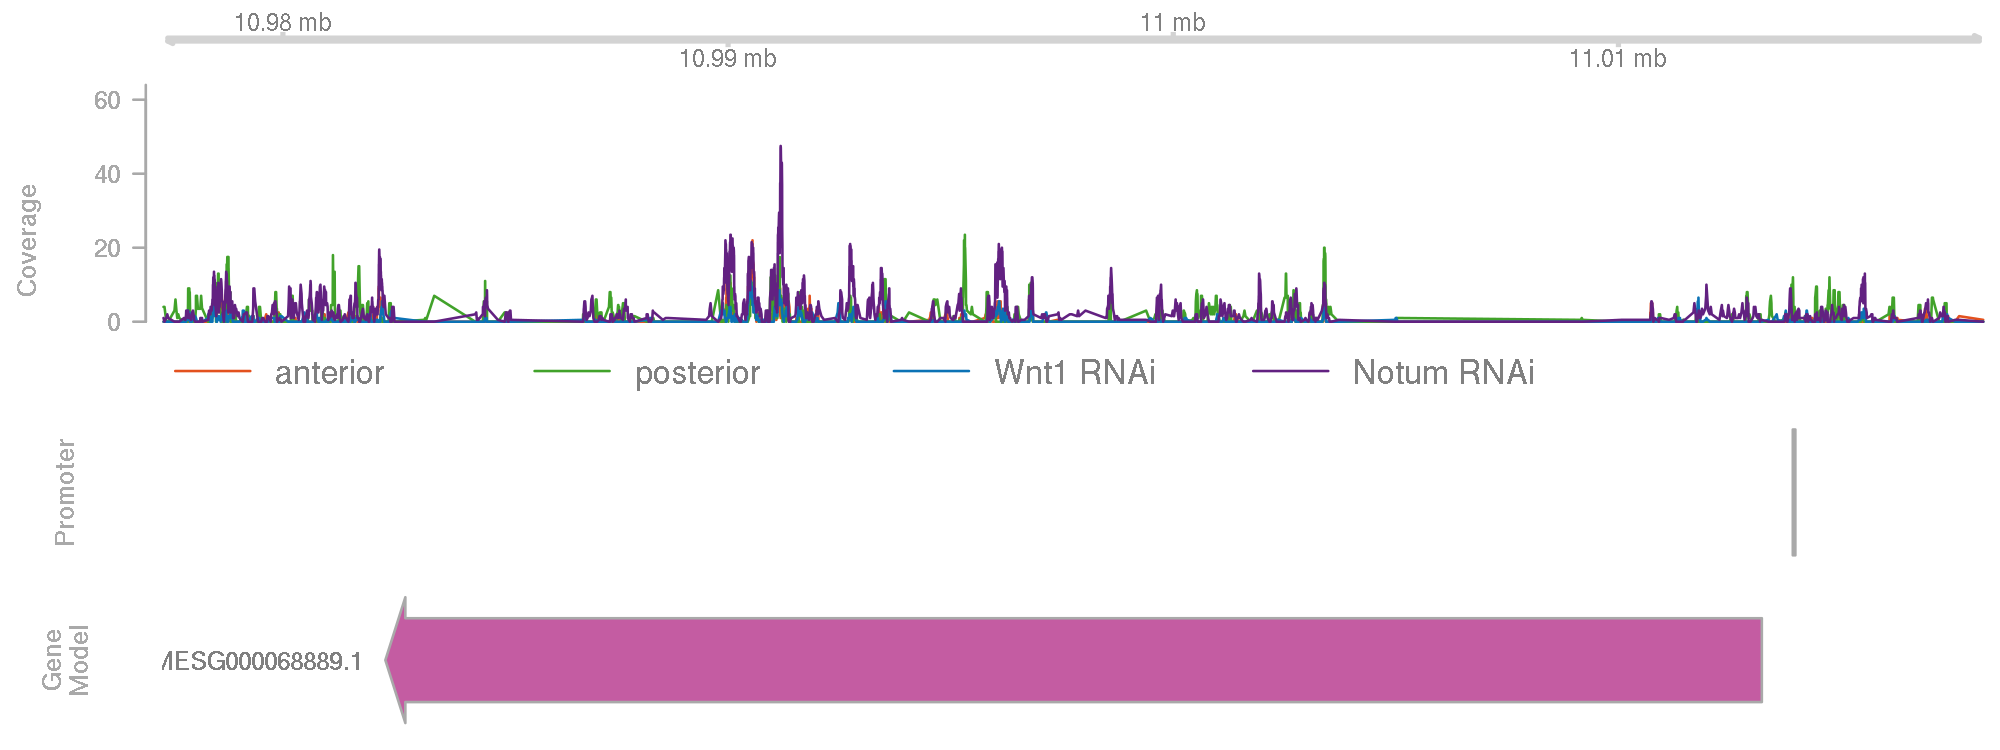 10.98 mb
11 mb
10.99 mb
11.01 mb
Coverage
60
40
20
0
anterior
posterior
Wnt1 RNAi
Notum RNAi
Promoter
Gene
Model
ESG000068889.1